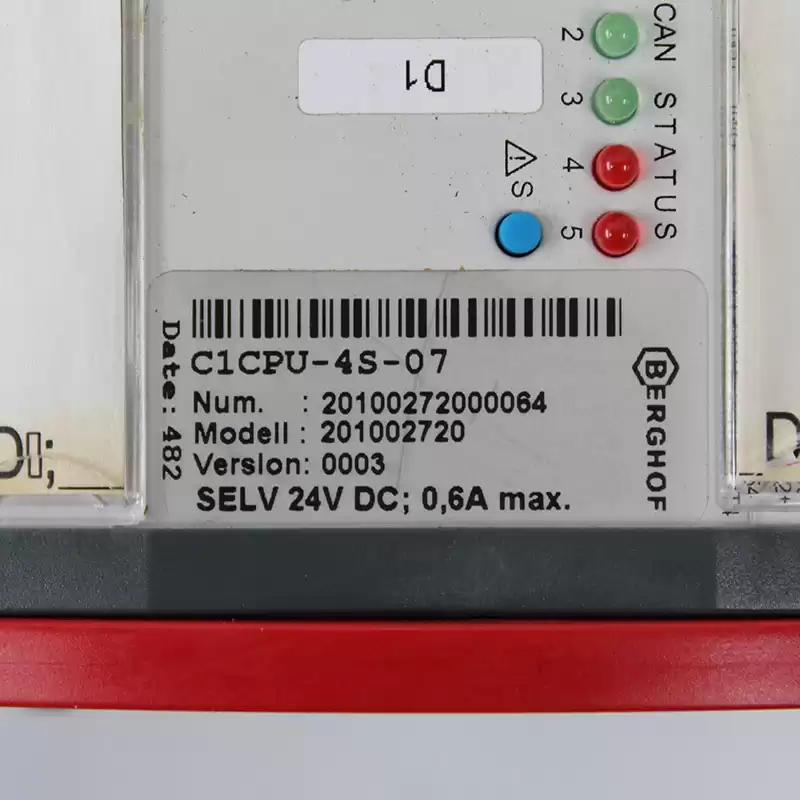 CAN STATUS
2
3
4
5
D1
S
C1CPU-4S-07
Num. : 20100272000064
Modell : 201002720
Version: 0003
SELV 24V DC; 0,6A max.
Date: 482
BERGHOF
DI;